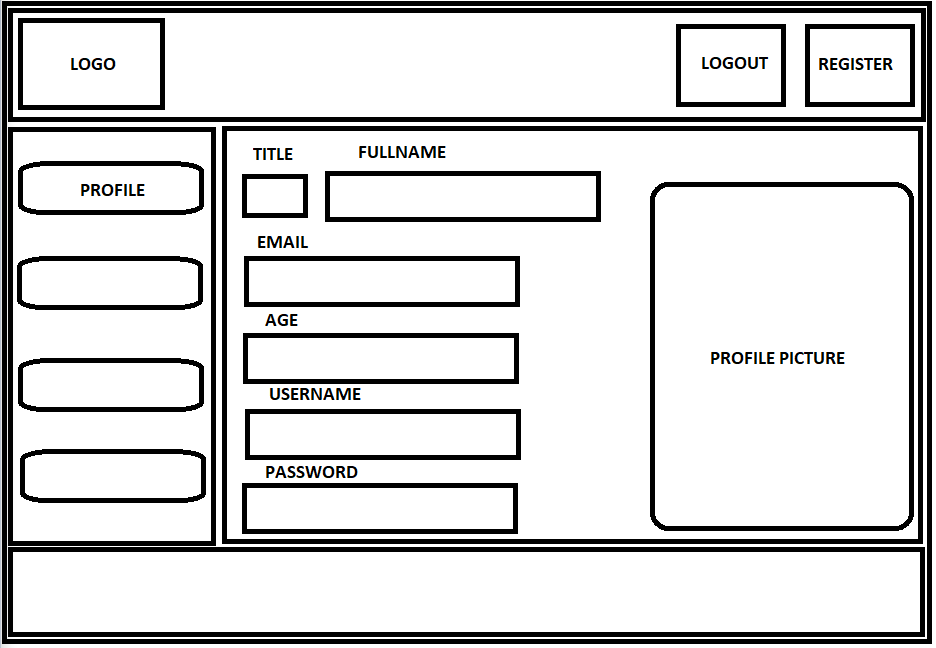 LOGO
LOGOUT
REGISTER
PROFILE
TITLE
FULLNAME
EMAIL
AGE
USERNAME
PASSWORD
PROFILE PICTURE